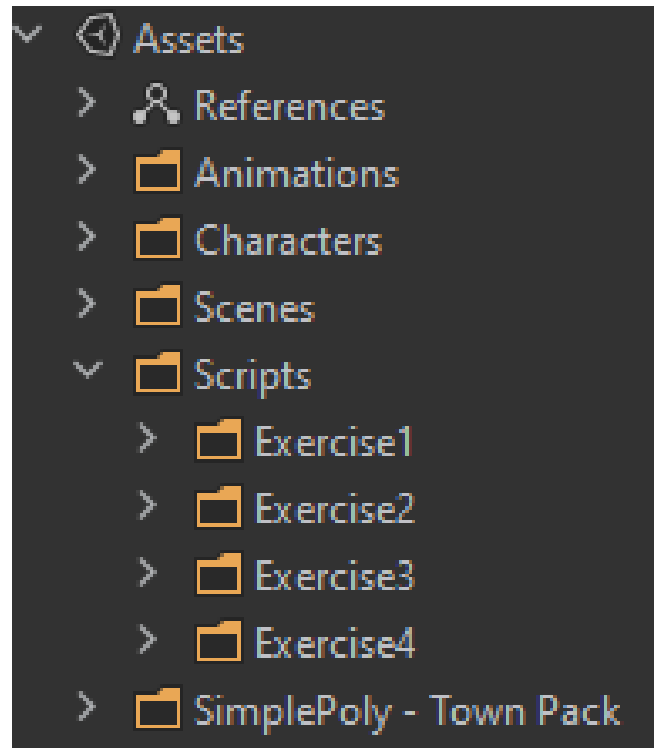 Assets
References
Animations
Characters
Scenes
Scripts
Exercise1
Exercise2
Exercise3
Exercise4
SimplePoly - Town Pack